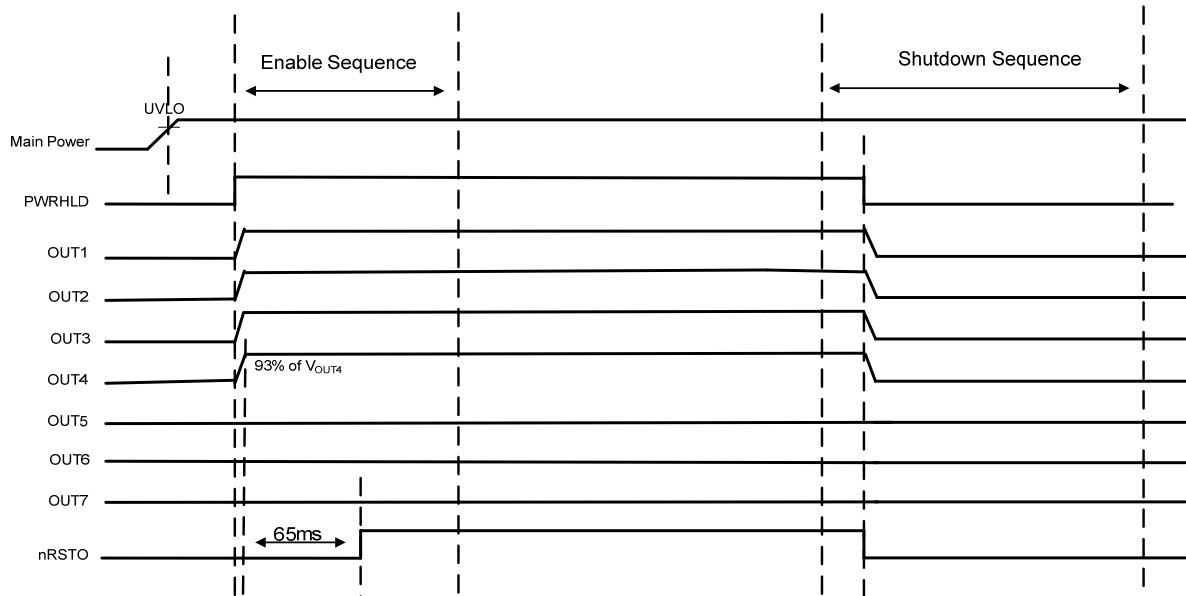 Enable Sequence
Shutdown Sequence
UVLO
Main Power
PWRHLD
OUT1
OUT2
OUT3
93% of VOUT4
OUT4
OUT5
OUT6
OUT7
65ms
nRSTO